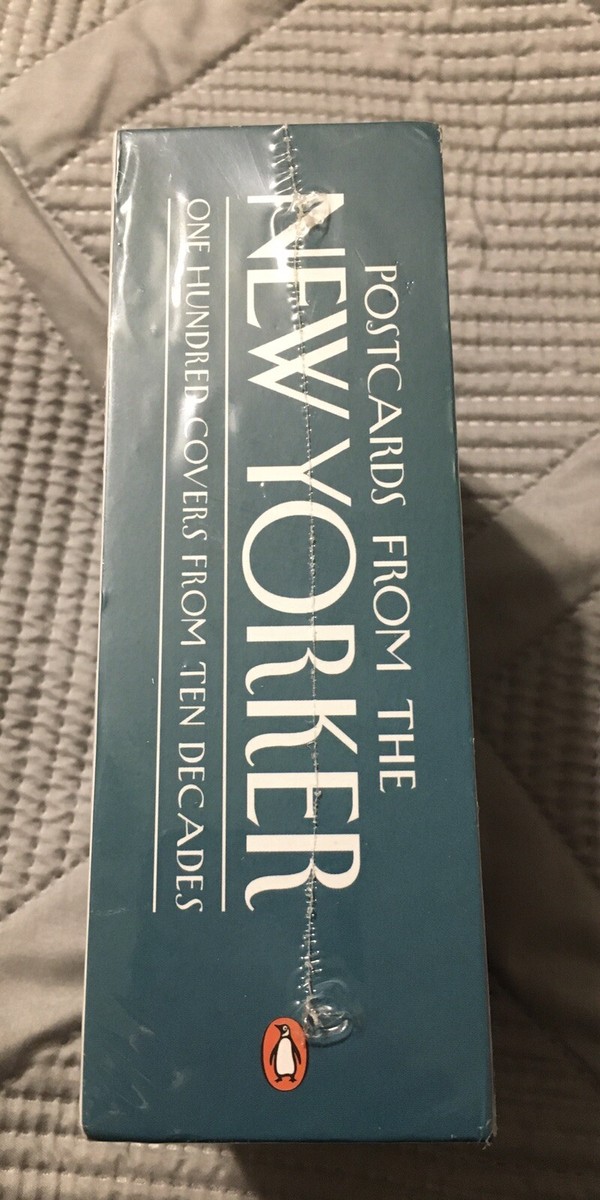 POSTCARDS FROM THE
NEW YORKER
ONE HUNDRED COVERS FROM TEN DECADES